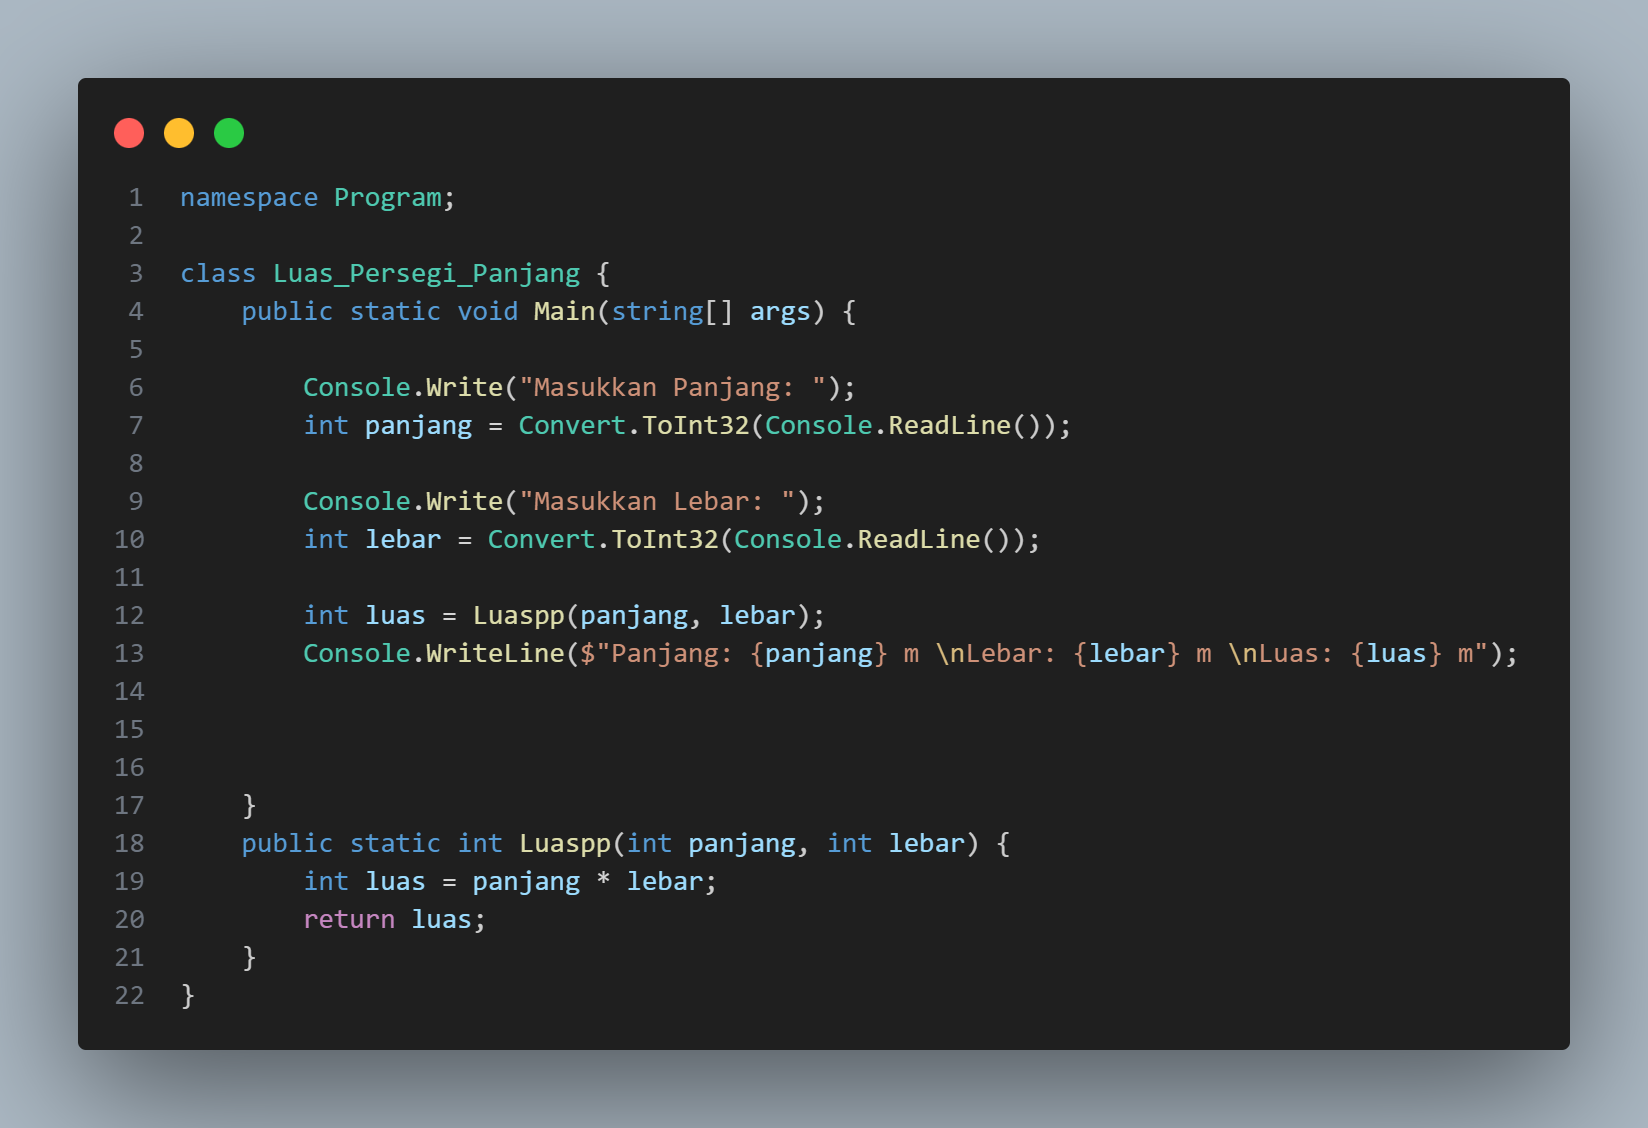 1 namespace Program;
2
3 class Luas_Persegi_Panjang {
4     public static void Main(string[] args) {
5
6         Console.Write("Masukkan Panjang: ");
7         int panjang = Convert.ToInt32(Console.ReadLine());
8
9         Console.Write("Masukkan Lebar: ");
10         int lebar = Convert.ToInt32(Console.ReadLine());
11
12         int luas = Luaspp(panjang, lebar);
13         Console.WriteLine($"Panjang: {panjang} m \nLebar: {lebar} m \nLuas: {luas} m");
14
15
16
17     }
18     public static int Luaspp(int panjang, int lebar) {
19         int luas = panjang * lebar;
20         return luas;
21     }
22 }